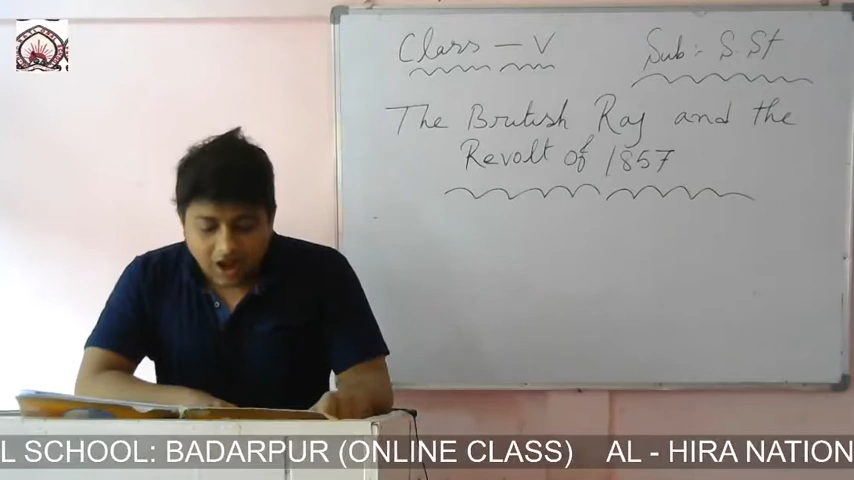 Class - V
Sub: S.St
The British Raj and the
Revolt of 1857
L SCHOOL: BADARPUR (ONLINE CLASS) AL - HIRA NATION